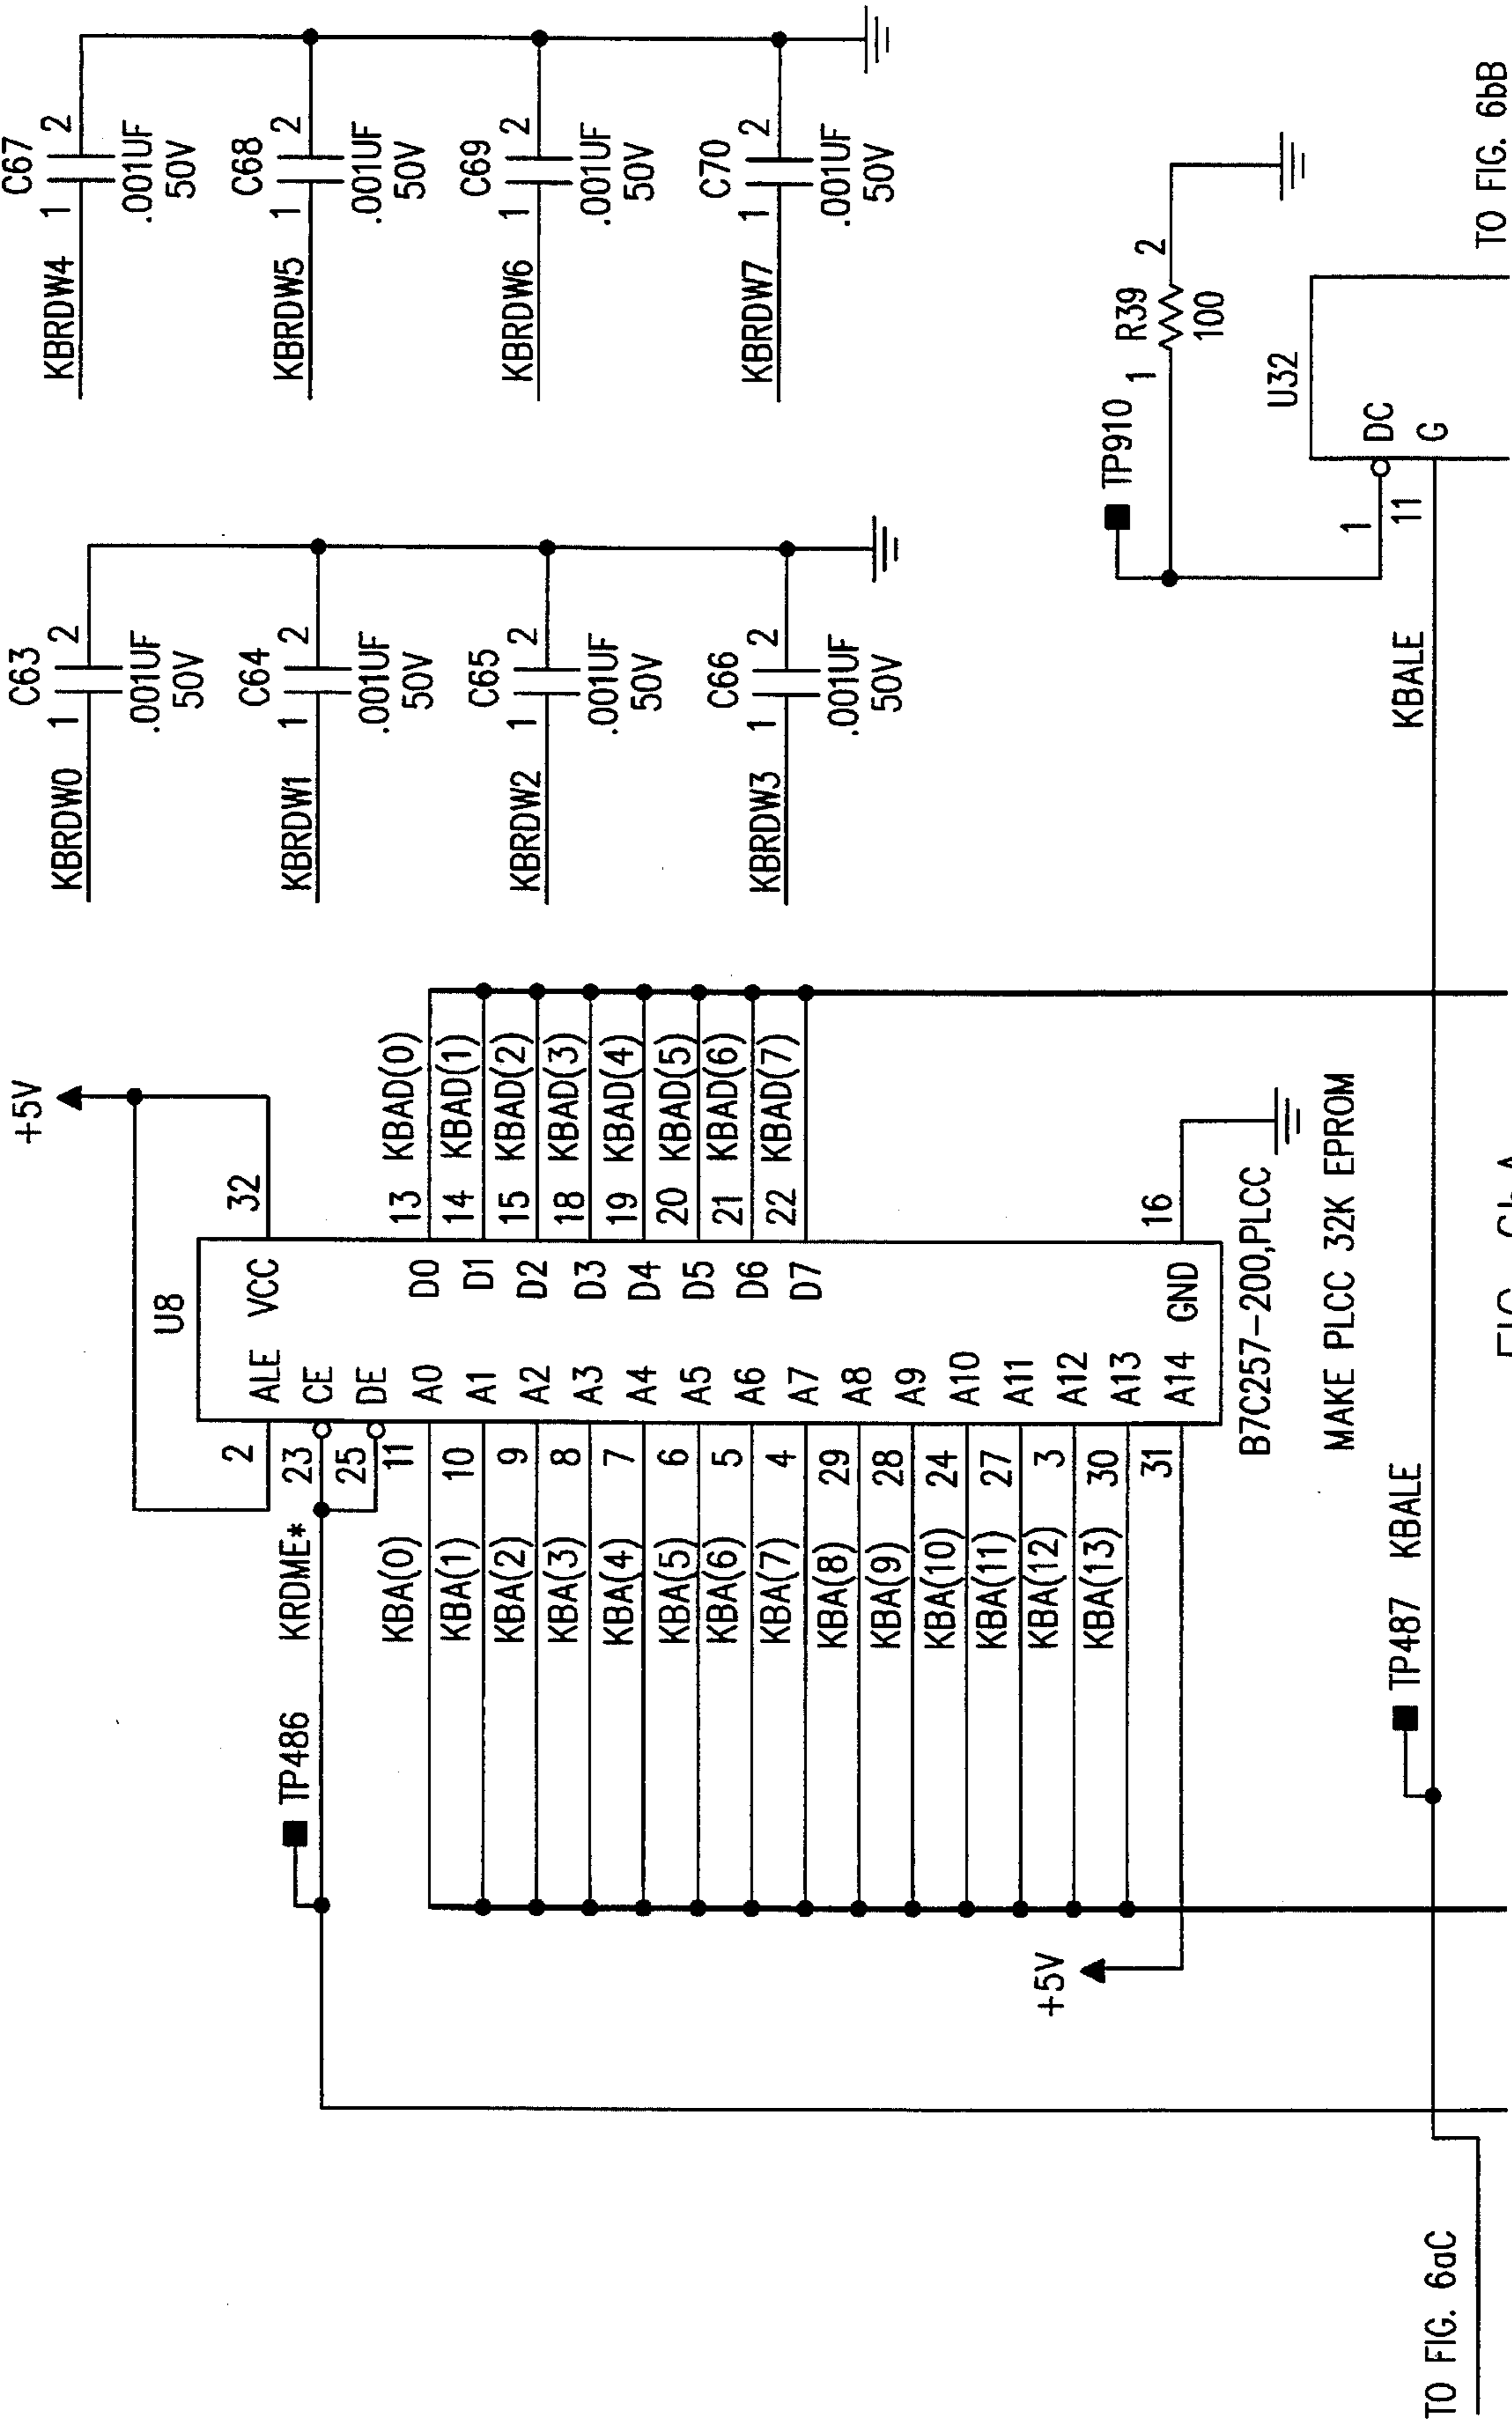 +5V
U8
2 ALE VCC 32
TP486 KRDME* 23 CE
25 DE
KBA(0) 11 A0 D0 13 KBAD(0)
KBA(1) 10 A1 D1 14 KBAD(1)
KBA(2) 9 A2 D2 15 KBAD(2)
KBA(3) 8 A3 D3 18 KBAD(3)
KBA(4) 7 A4 D4 19 KBAD(4)
KBA(5) 6 A5 D5 20 KBAD(5)
KBA(6) 5 A6 D6 21 KBAD(6)
KBA(7) 4 A7 D7 22 KBAD(7)
KBA(8) 29 A8
KBA(9) 28 A9
KBA(10) 24 A10
KBA(11) 27 A11
KBA(12) 3 A12
KBA(13) 30 A13
+5V
31 A14 GND 16
B7C257-200,PLCC
MAKE PLCC 32K EPROM
KBRDW0 1 C63 2
.001UF
50V
KBRDW1 1 C64 2
.001UF
50V
KBRDW2 1 C65 2
.001UF
50V
KBRDW3 1 C66 2
.001UF
50V
KBRDW4 1 C67 2
.001UF
50V
KBRDW5 1 C68 2
.001UF
50V
KBRDW6 1 C69 2
.001UF
50V
KBRDW7 1 C70 2
.001UF
50V
TP910
1 R39 2
100
U32
1 DC
TP487 KBALE
KBALE 11 G
TO FIG. 6aC
TO FIG. 6bB